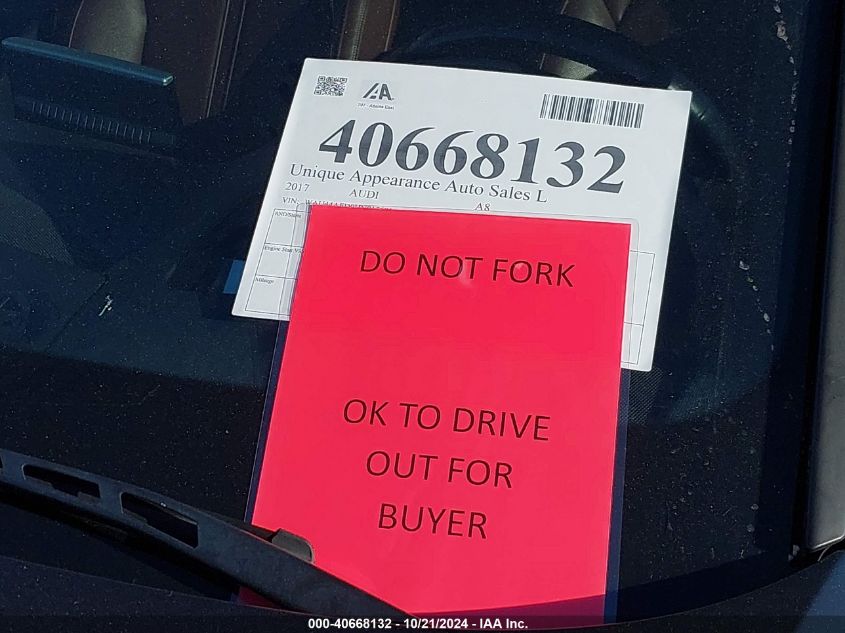 IAA
40668132
Unique Appearance Auto Sales L
2017 AUDI A8
VIN:
Mileage
DO NOT FORK
OK TO DRIVE
OUT FOR
BUYER
000-40668132 - 10/21/2024 - IAA Inc.